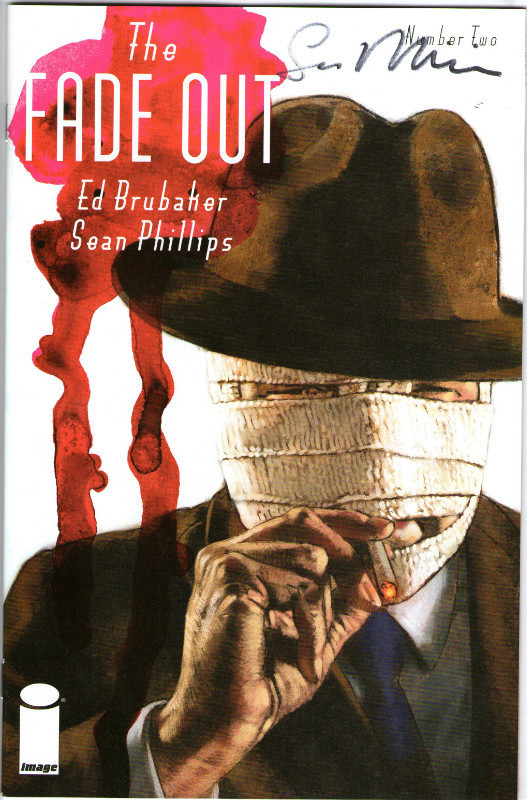 The
Number Two
FADE OUT
Ed Brubaker
Sean Phillips
image